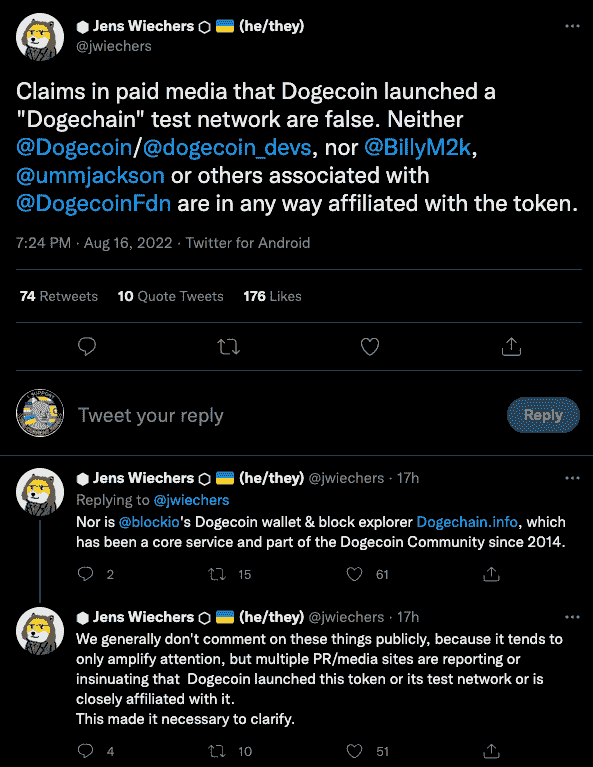 Jens Wiechers 🇺🇦 (he/they)
@jwiechers
Claims in paid media that Dogecoin launched a
"Dogechain" test network are false. Neither
@Dogecoin/@dogecoin_devs, nor @BillyM2k,
@ummjackson or others associated with
@DogecoinFdn are in any way affiliated with the token.
7:24 PM · Aug 16, 2022 · Twitter for Android
74 Retweets 10 Quote Tweets 176 Likes
Tweet your reply
Reply
Jens Wiechers 🇺🇦 (he/they) @jwiechers · 17h
Replying to @jwiechers
Nor is @blockio's Dogecoin wallet & block explorer Dogechain.info, which
has been a core service and part of the Dogecoin Community since 2014.
2 15 61
Jens Wiechers 🇺🇦 (he/they) @jwiechers · 17h
We generally don't comment on these things publicly, because it tends to
only amplify attention, but multiple PR/media sites are reporting or
insinuating that Dogecoin launched this token or its test network or is
closely affiliated with it.
This made it necessary to clarify.
4 10 51